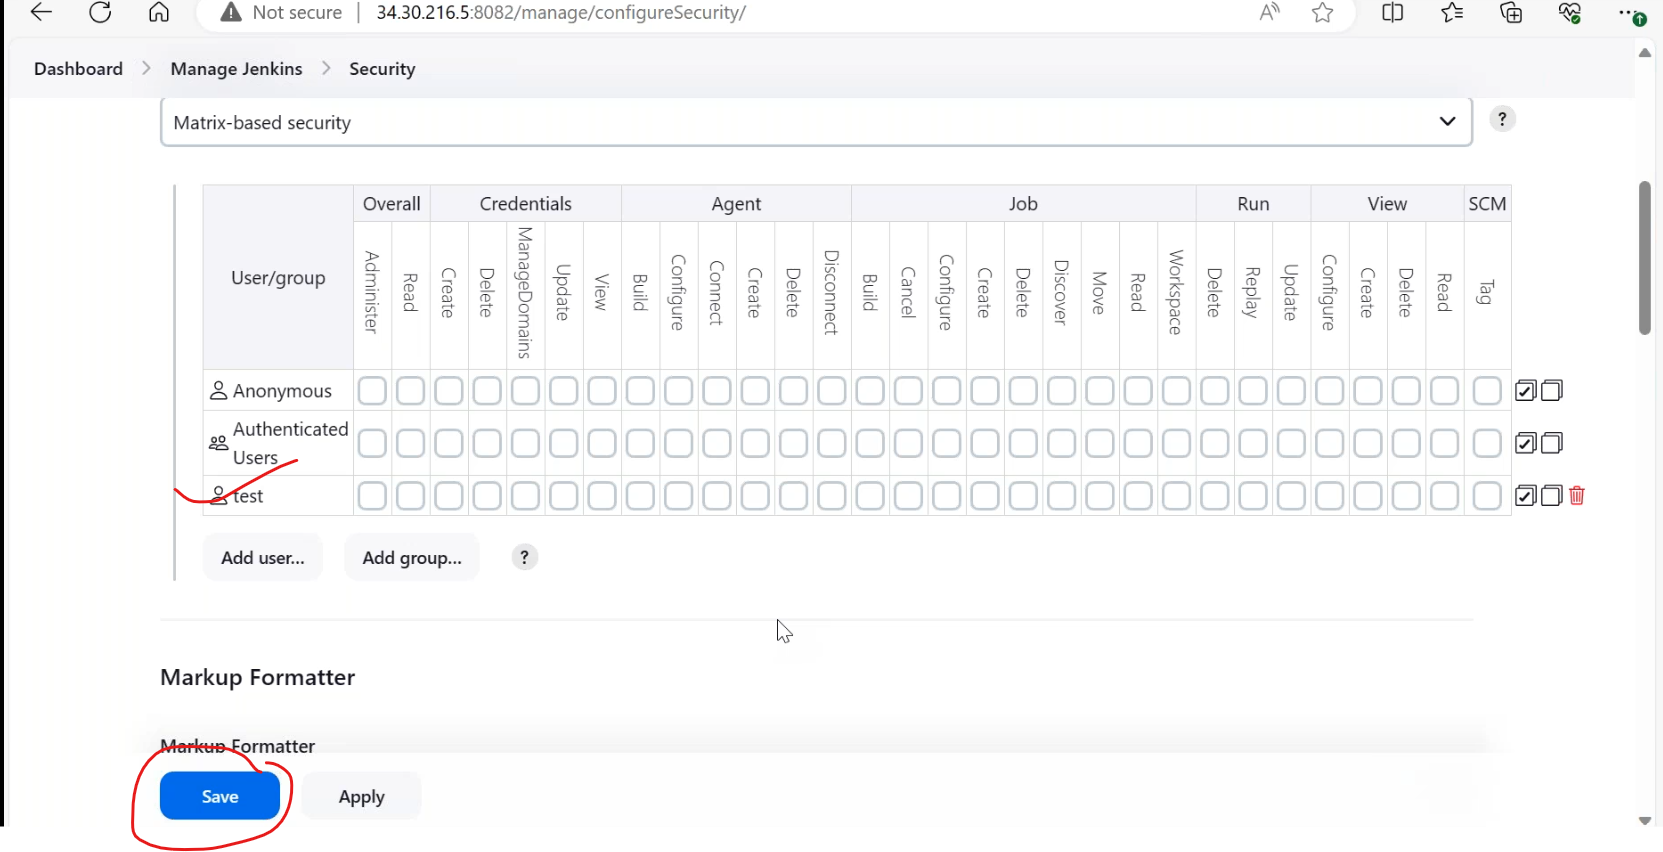 Not secure 34.30.216.5:8082/manage/configureSecurity/
Dashboard Manage Jenkins Security
Matrix-based security ?
User/group Overall Credentials Agent Job Run View SCM
Administer Read Create Delete ManageDomains Update View Build Configure Connect Create Delete Disconnect Build Cancel Configure Create Delete Discover Move Read Workspace Delete Replay Update Configure Create Delete Read Tag
Anonymous
Authenticated
Users
test
Add user... Add group... ?
Markup Formatter
Markup Formatter
Save Apply